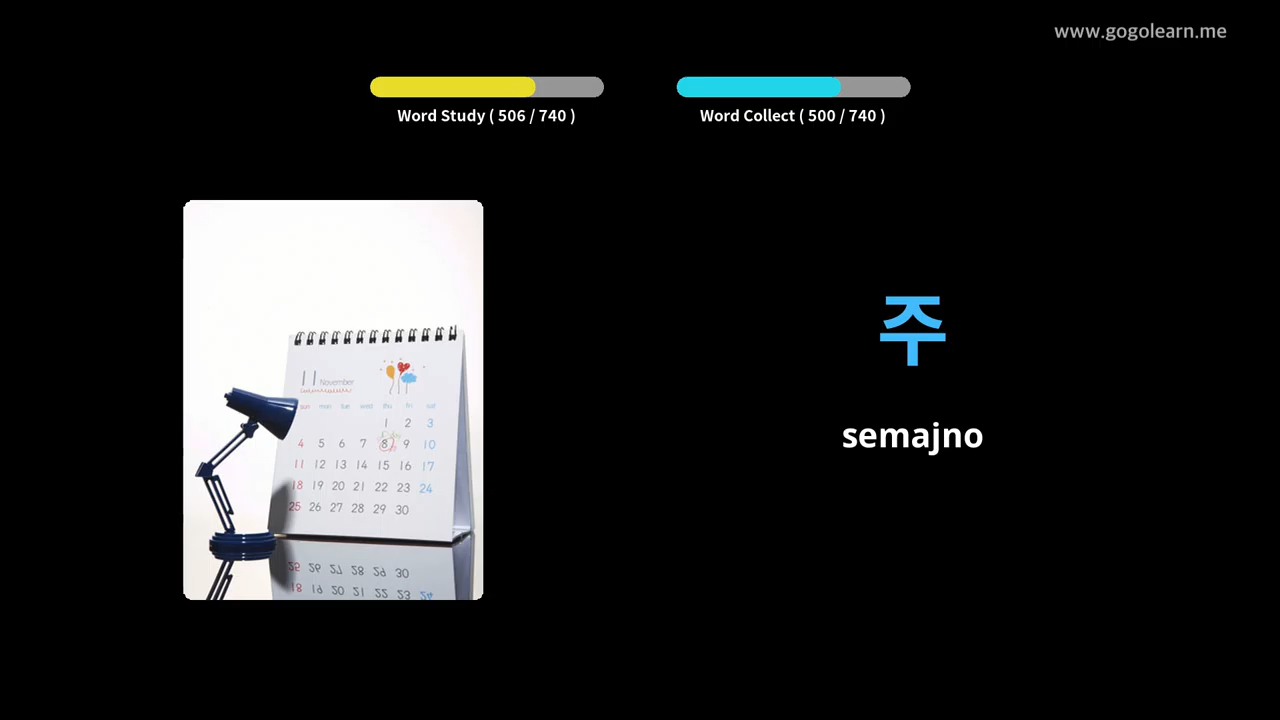 www.gogolearn.me
Word Study ( 506 / 740 )
Word Collect ( 500 / 740 )
11 November
sun mon tue wed thu fri sat
1 2 3
4 5 6 7 8 9 10
11 12 13 14 15 16 17
18 19 20 21 22 23 24
25 26 27 28 29 30
주
semajno